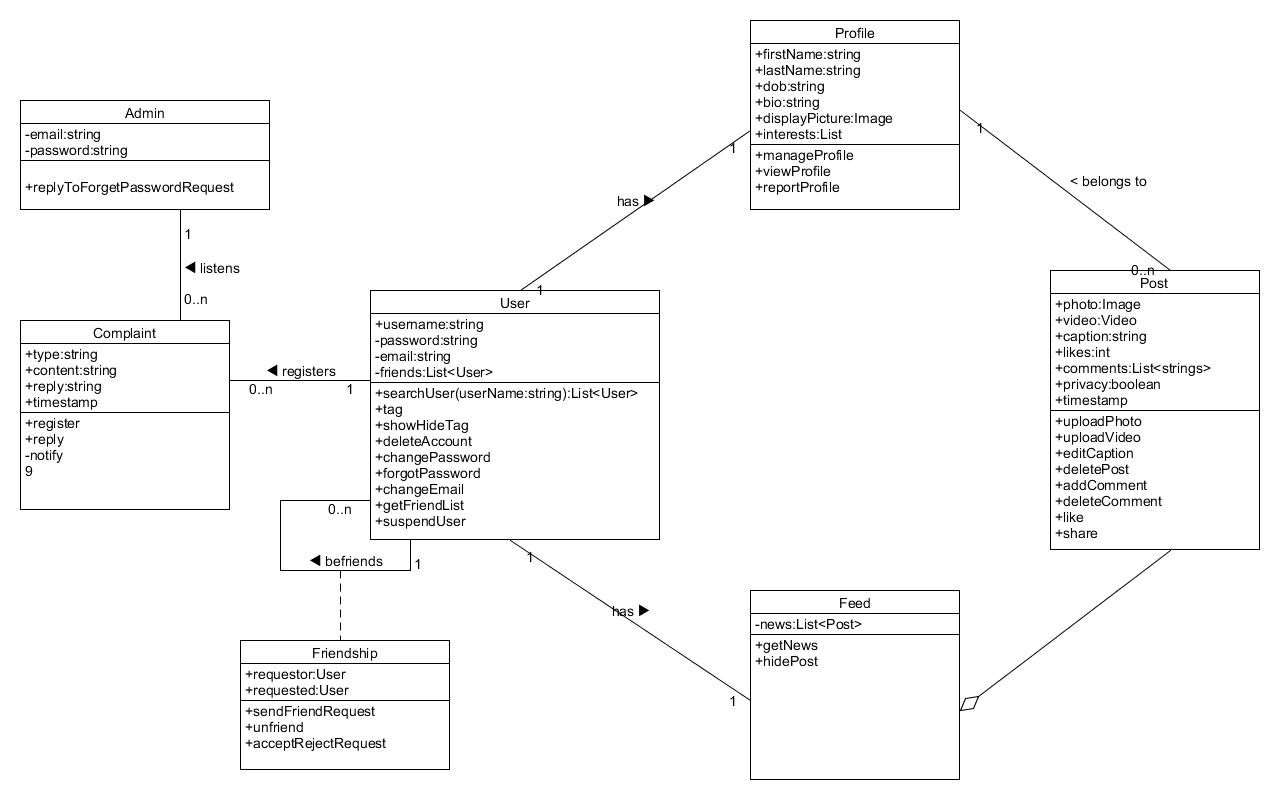 Profile
+firstName:string
+lastName:string
+dob:string
+bio:string
+displayPicture:Image
+interests:List
+manageProfile
+viewProfile
+reportProfile
Admin
-email:string
-password:string
+replyToForgetPasswordRequest
1
◀ listens
0..n
1
has ▶
1
1
< belongs to
0..n
Complaint
+type:string
+content:string
+reply:string
+timestamp
+register
+reply
-notify
9
◀ registers
0..n
1
User
+username:string
-password:string
-email:string
-friends:List<User>
+searchUser(userName:string):List<User>
+tag
+showHideTag
+deleteAccount
+changePassword
+forgotPassword
+changeEmail
+getFriendList
+suspendUser
Post
+photo:Image
+video:Video
+caption:string
+likes:int
+comments:List<strings>
+privacy:boolean
+timestamp
+uploadPhoto
+uploadVideo
+editCaption
+deletePost
+addComment
+deleteComment
+like
+share
0..n
◀ befriends
1
1
has ▶
1
Friendship
+requestor:User
+requested:User
+sendFriendRequest
+unfriend
+acceptRejectRequest
Feed
-news:List<Post>
+getNews
+hidePost